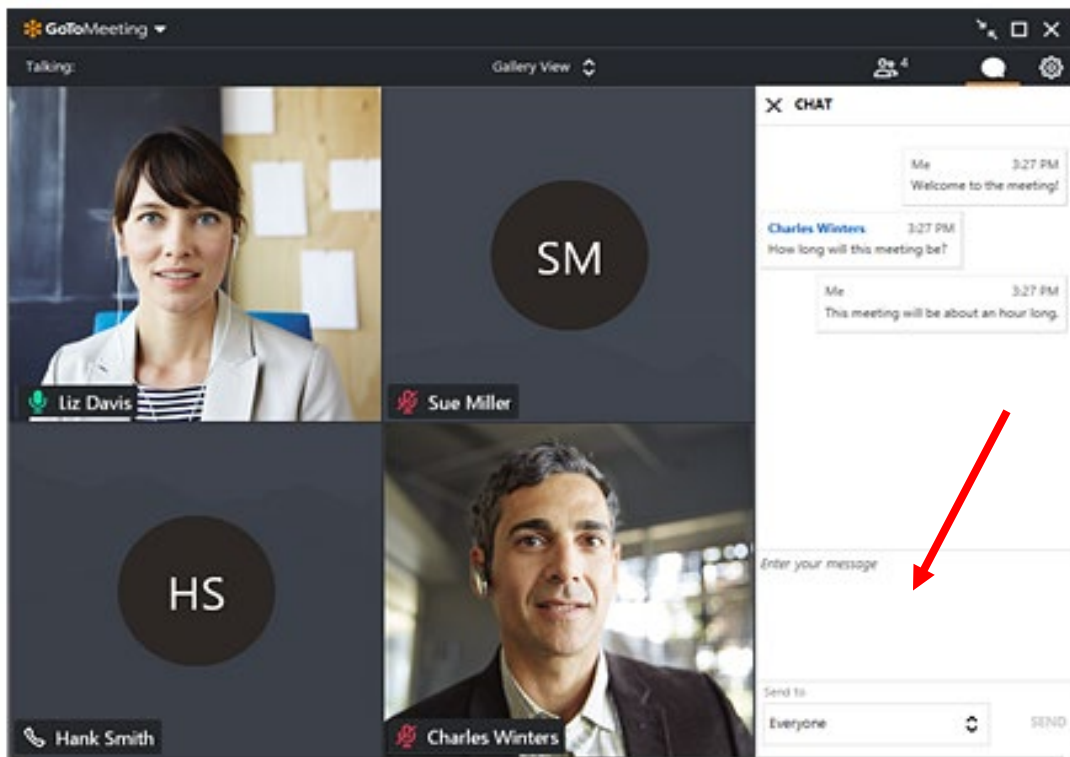 GoToMeeting
Talking:
Gallery View
4
CHAT
Me 3:27 PM
Welcome to the meeting!
Charles Winters 3:27 PM
How long will this meeting be?
Me 3:27 PM
This meeting will be about an hour long.
SM
Liz Davis
Sue Miller
HS
Enter your message
Send to
Everyone
SEND
Hank Smith
Charles Winters